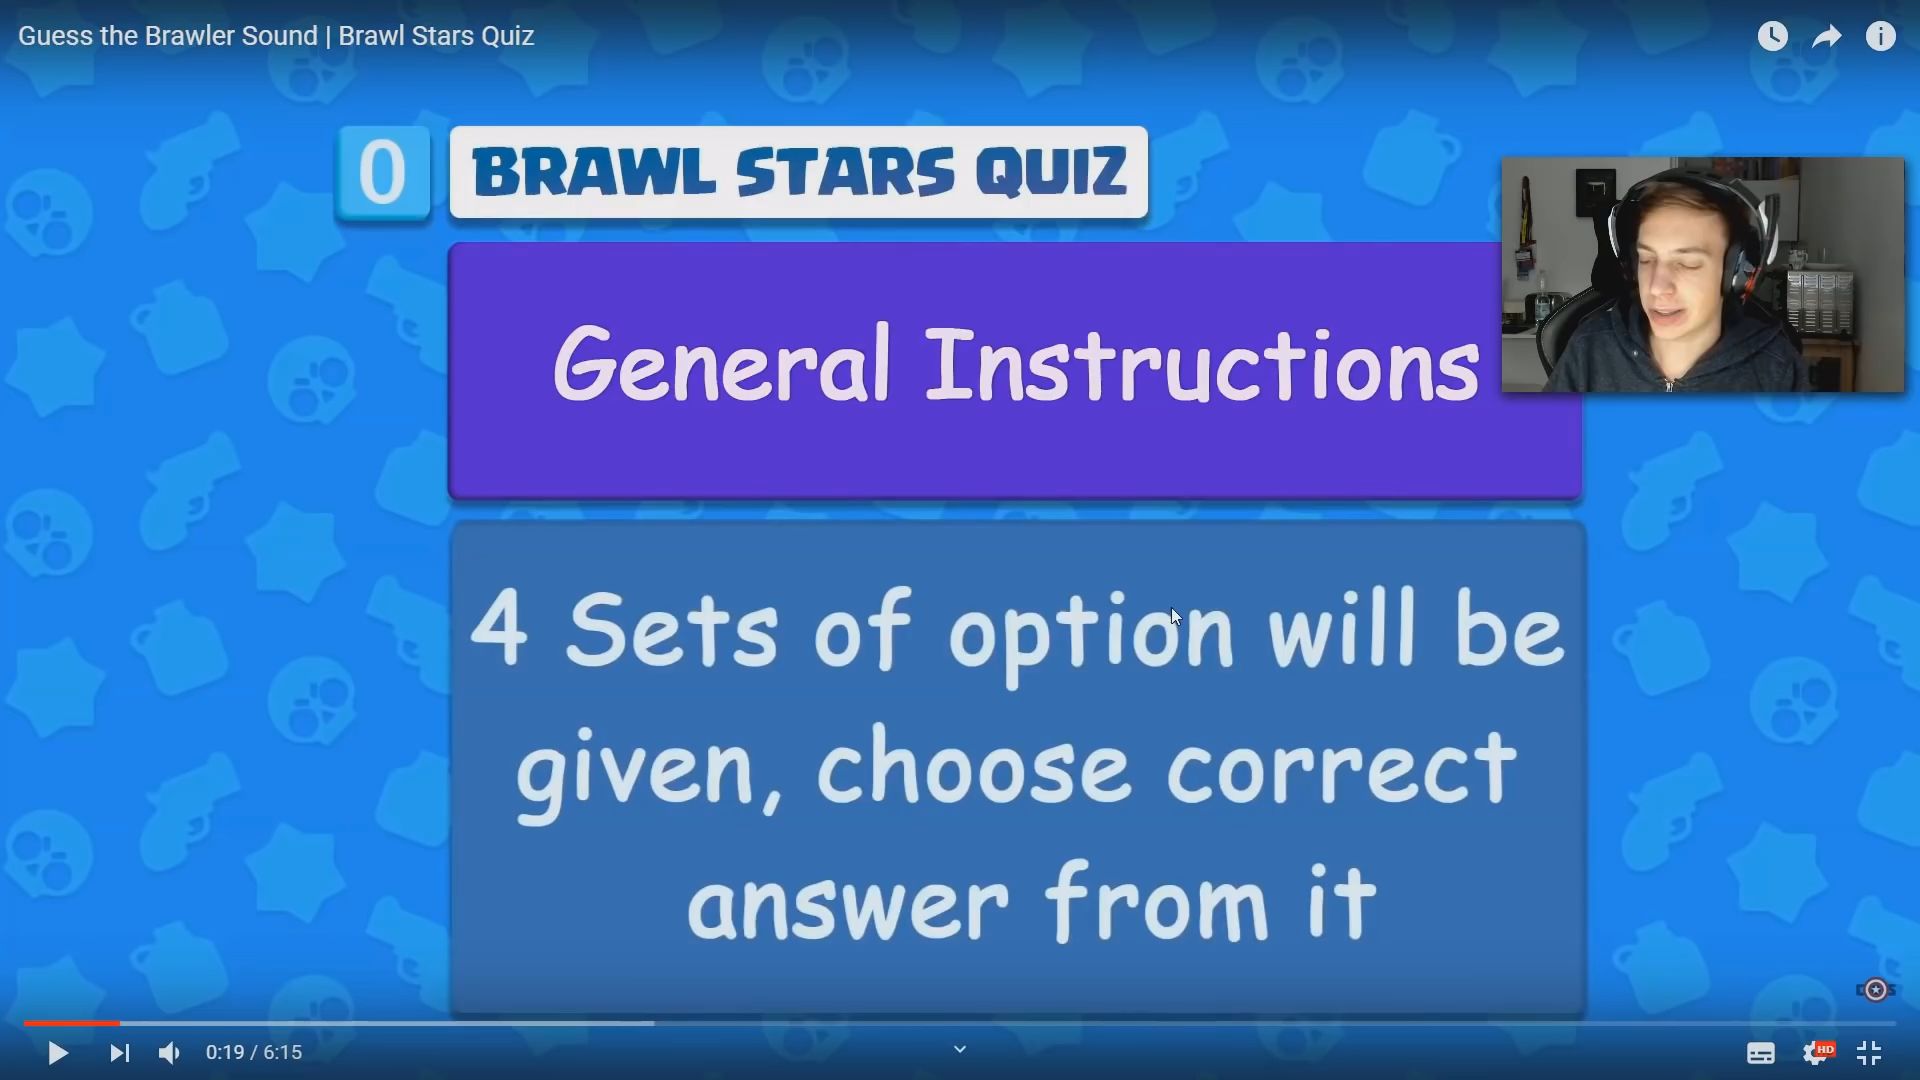 Guess the Brawler Sound | Brawl Stars Quiz
0
BRAWL STARS QUIZ
General Instructions
4 Sets of option will be
given, choose correct
answer from it
0:19 / 6:15
HD